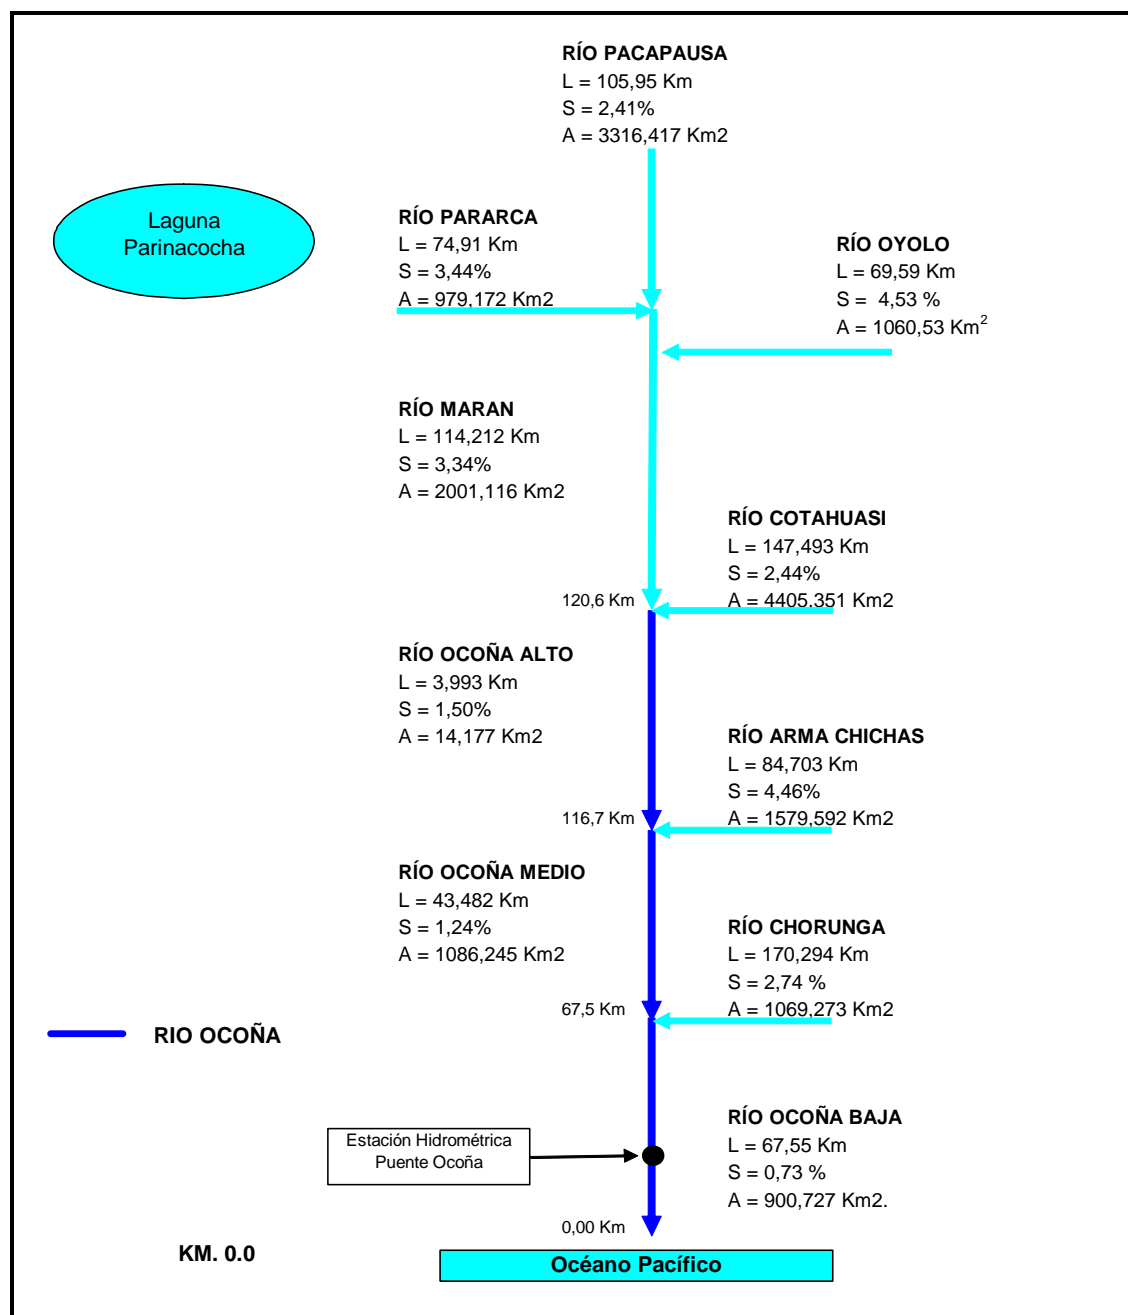 RÍO PACAPAUSA
L = 105,95 Km
S = 2,41%
A = 3316,417 Km2
Laguna
Parinacocha
RÍO PARARCA
L = 74,91 Km
S = 3,44%
A = 979,172 Km2
RÍO OYOLO
L = 69,59 Km
S =  4,53 %
A = 1060,53 Km²
RÍO MARAN
L = 114,212 Km
S = 3,34%
A = 2001,116 Km2
RÍO COTAHUASI
L = 147,493 Km
S = 2,44%
A = 4405.351 Km2
120,6 Km
RÍO OCOÑA ALTO
L = 3,993 Km
S = 1,50%
A = 14,177 Km2
RÍO ARMA CHICHAS
L = 84,703 Km
S = 4,46%
A = 1579,592 Km2
116,7 Km
RÍO OCOÑA MEDIO
L = 43,482 Km
S = 1,24%
A = 1086,245 Km2
RÍO CHORUNGA
L = 170,294 Km
S = 2,74 %
A = 1069,273 Km2
67,5 Km
RIO OCOÑA
RÍO OCOÑA BAJA
L = 67,55 Km
S = 0,73 %
A = 900,727 Km2.
Estación Hidrométrica
Puente Ocoña
0,00 Km
KM. 0.0
Océano Pacífico